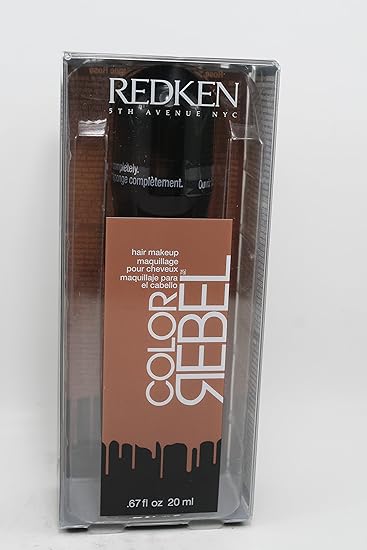 REDKEN
5TH AVENUE NYC
completely.
complètement.
hair makeup
maquillage
pour cheveux
maquillaje para
el cabello
COLOR
REBEL
.67 fl oz 20 ml